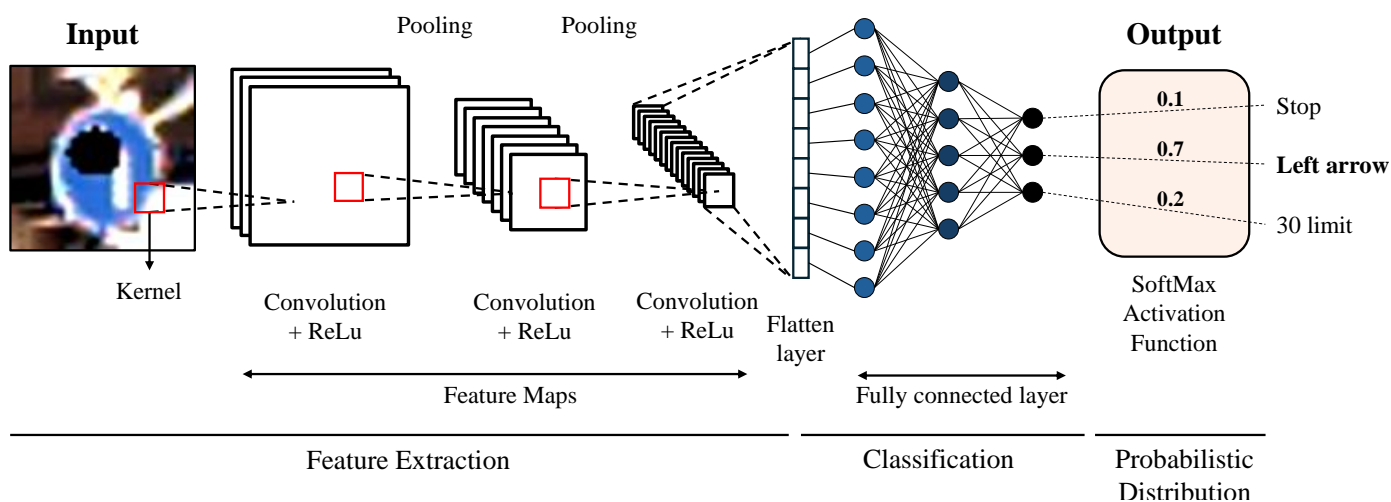 Input
Pooling
Pooling
Output
0.1
Stop
0.7
Left arrow
0.2
30 limit
Kernel
Convolution
+ ReLu
Convolution
+ ReLu
Convolution
+ ReLu
Flatten
layer
SoftMax
Activation
Function
Feature Maps
Fully connected layer
Feature Extraction
Classification
Probabilistic
Distribution